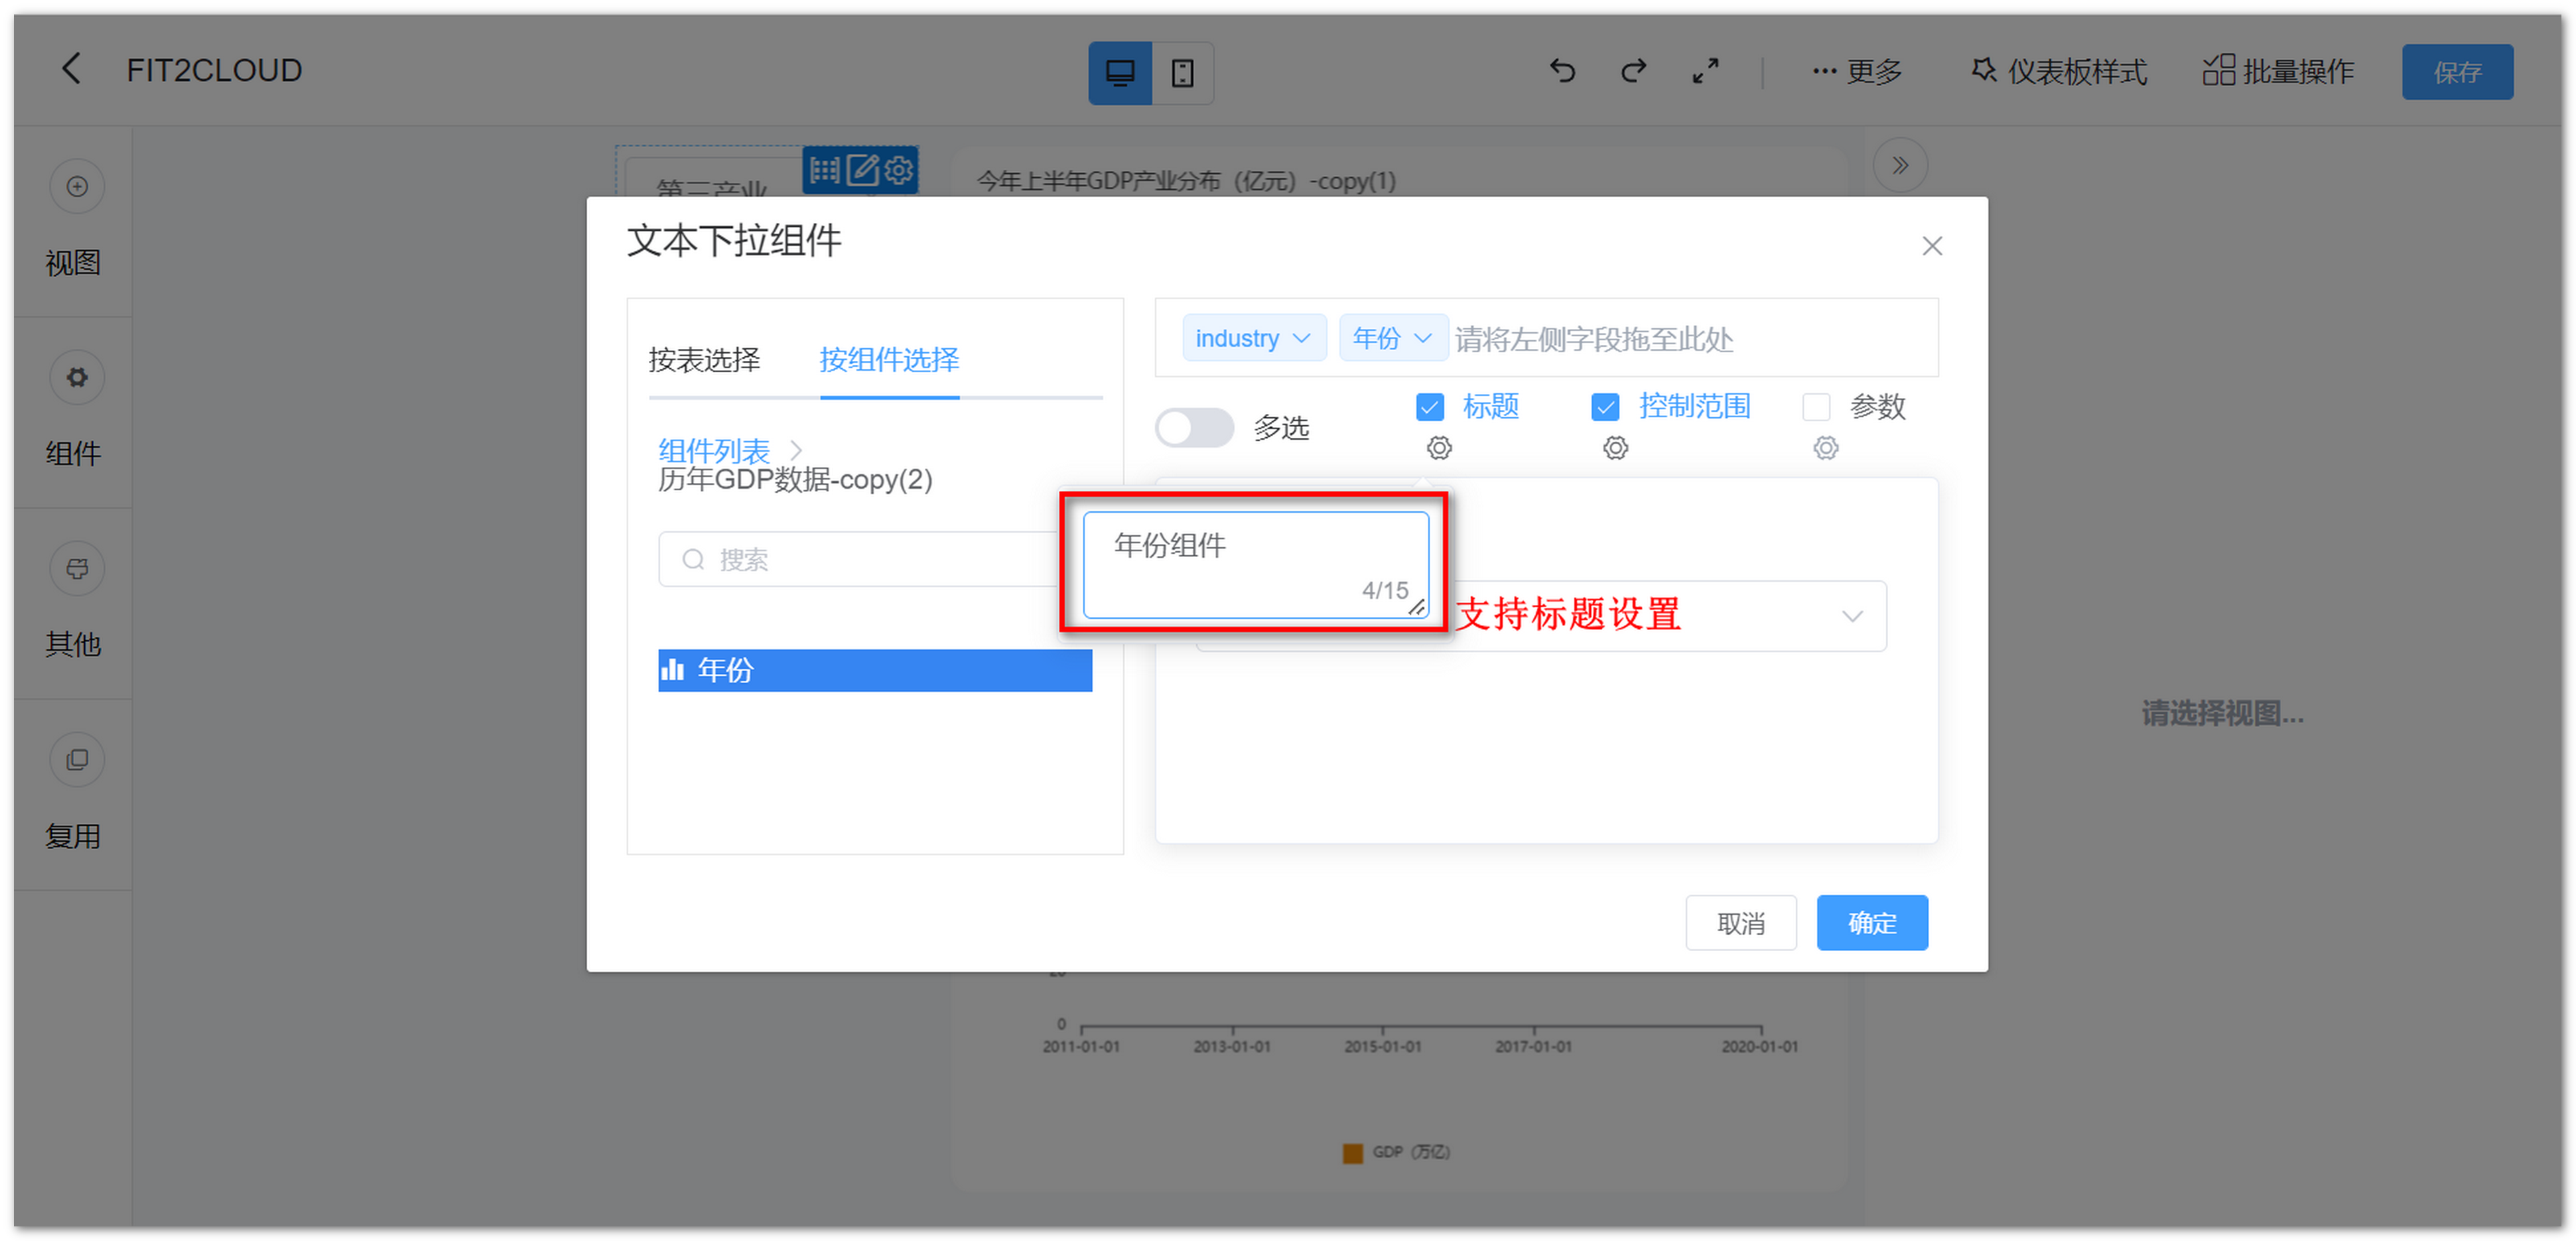 FIT2CLOUD
更多
仪表板样式
批量操作
保存
视图
组件
其他
复用
第三产业
今年上半年GDP产业分布（亿元）-copy(1)
文本下拉组件
按表选择
按组件选择
组件列表
历年GDP数据-copy(2)
搜索
年份
industry
年份
请将左侧字段拖至此处
多选
标题
控制范围
参数
年份组件
4/15
支持标题设置
取消
确定
请选择视图...
20
0
2011-01-01
2013-01-01
2015-01-01
2017-01-01
2020-01-01
GDP（万亿）